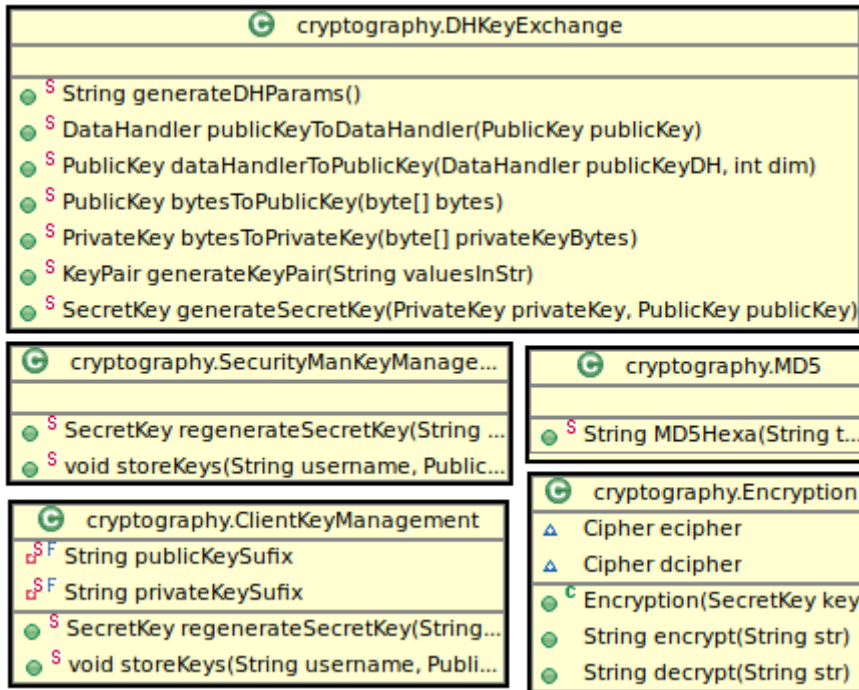 C cryptography.DHKeyExchange
S String generateDHParams()
S DataHandler publicKeyToDataHandler(PublicKey publicKey)
S PublicKey dataHandlerToPublicKey(DataHandler publicKeyDH, int dim)
S PublicKey bytesToPublicKey(byte[] bytes)
S PrivateKey bytesToPrivateKey(byte[] privateKeyBytes)
S KeyPair generateKeyPair(String valuesInStr)
S SecretKey generateSecretKey(PrivateKey privateKey, PublicKey publicKey)
C cryptography.SecurityManKeyManage...
S SecretKey regenerateSecretKey(String ...
S void storeKeys(String username, Public...
C cryptography.MD5
S String MD5Hexa(String t...
C cryptography.ClientKeyManagement
S F String publicKeySufix
S F String privateKeySufix
S SecretKey regenerateSecretKey(String...
S void storeKeys(String username, Publi...
C cryptography.Encryption
Cipher ecipher
Cipher dcipher
C Encryption(SecretKey key
String encrypt(String str)
String decrypt(String str)